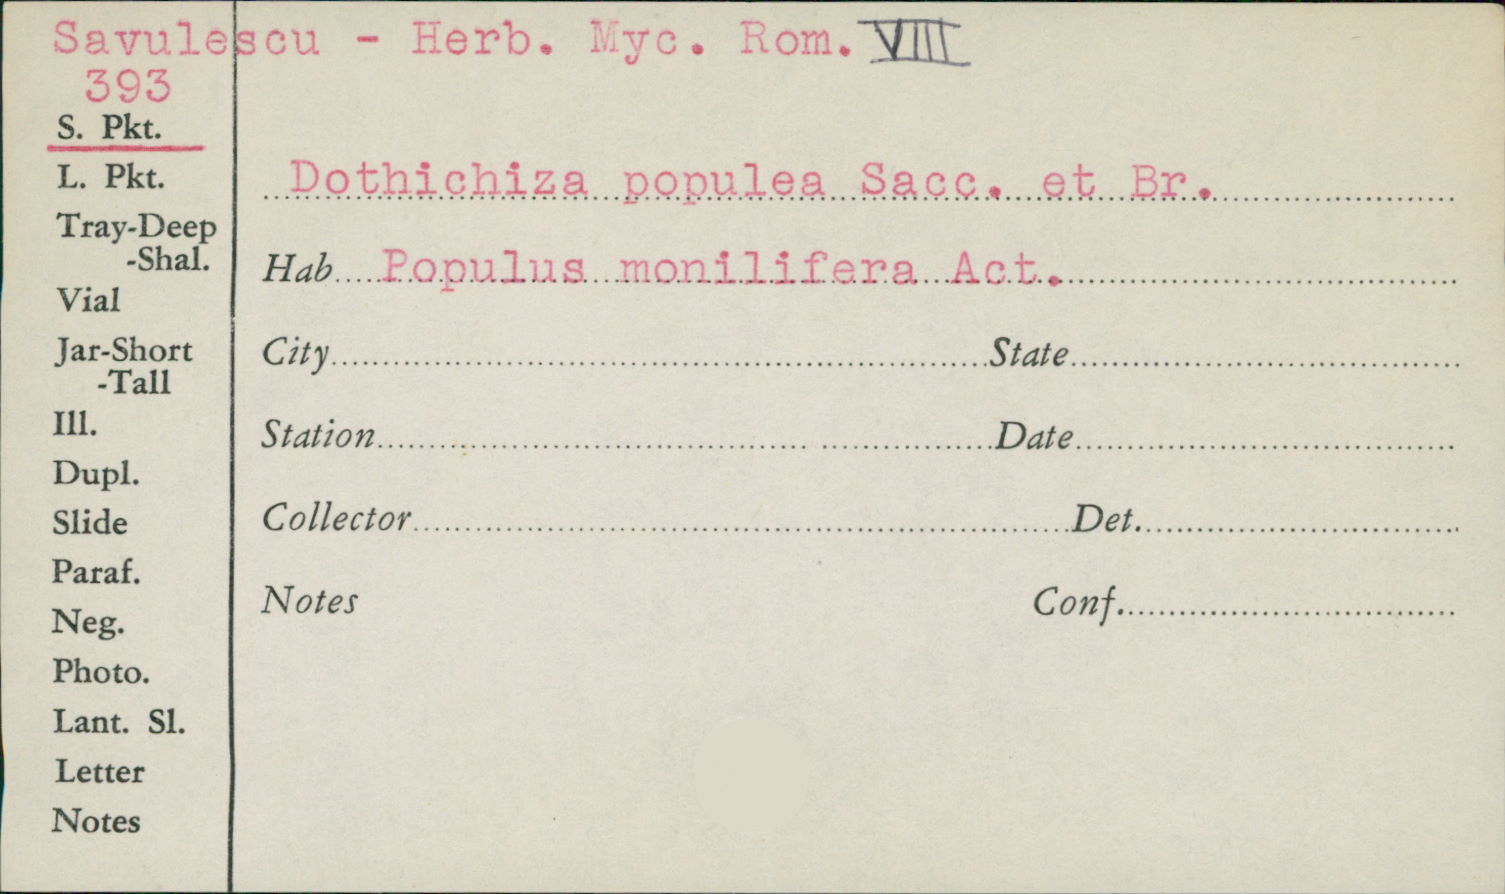 Savulescu - Herb. Myc. Rom. VIII
393
S. Pkt.
L. Pkt.
Tray-Deep
-Shal.
Vial
Jar-Short
-Tall
Ill.
Dupl.
Slide
Paraf.
Neg.
Photo.
Lant. Sl.
Letter
Notes
Dothichiza populea Sacc. et Br.
Hab Populus monilifera Act.
City State
Station Date
Collector Det.
Notes Conf.